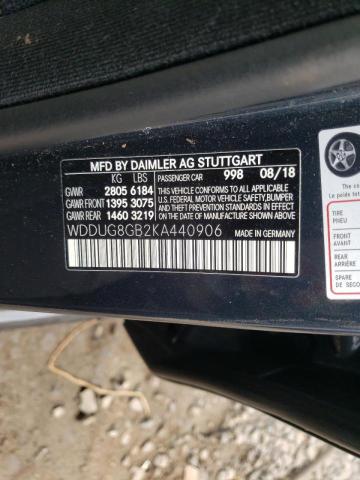 MFD BY DAIMLER AG STUTTGART
KG LBS PASSENGER CAR 998 08/18
GVWR 2805 6184 THIS VEHICLE CONFORMS TO ALL APPLICABLE
GAWR FRONT 1395 3075 U.S. FEDERAL MOTOR VEHICLE SAFETY,BUMPER
GAWR REAR 1460 3219 AND THEFT PREVENTION STANDARDS IN EFFECT
ON THE DATE OF MANUFACTURE SHOWN ABOVE
WDDUG8GB2KA440906 MADE IN GERMANY
TIRE
PNEU
FRONT
AVANT
REAR
ARRIÈRE
SPARE
DE SECO